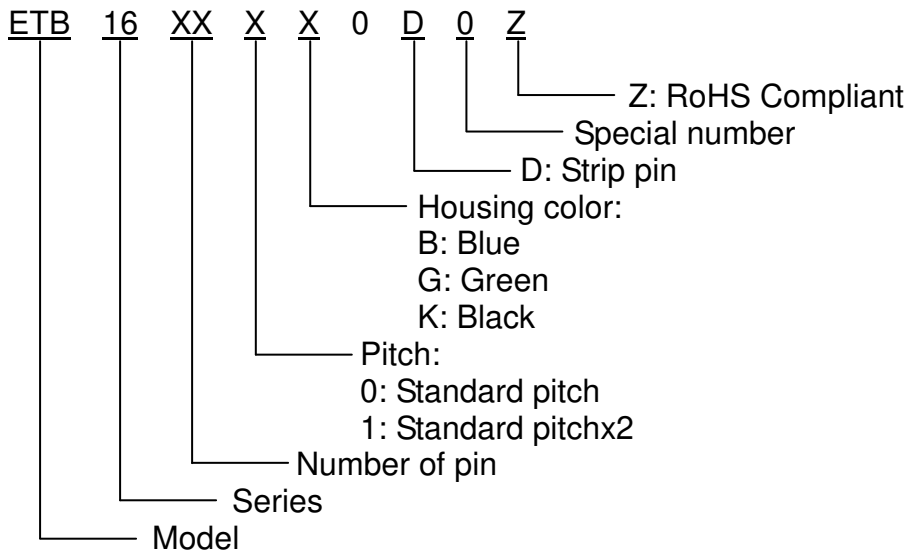 ETB 16 XX X X 0 D 0 Z
Z: RoHS Compliant
Special number
D: Strip pin
Housing color:
B: Blue
G: Green
K: Black
Pitch:
0: Standard pitch
1: Standard pitchx2
Number of pin
Series
Model